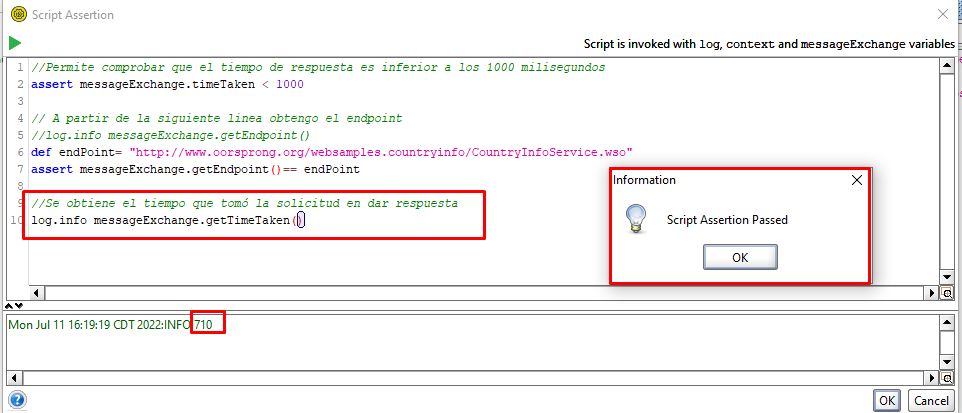 Script Assertion
Script is invoked with log, context and messageExchange variables
1 //Permite comprobar que el tiempo de respuesta es inferior a los 1000 milisegundos
2 assert messageExchange.timeTaken < 1000
3
4 // A partir de la siguiente linea obtengo el endpoint
5 //log.info messageExchange.getEndpoint()
6 def endPoint= "http://www.oorsprong.org/websamples.countryinfo/CountryInfoService.wso"
7 assert messageExchange.getEndpoint()== endPoint
8
9 //Se obtiene el tiempo que tomó la solicitud en dar respuesta
10 log.info messageExchange.getTimeTaken()
Information
Script Assertion Passed
OK
Mon Jul 11 16:19:19 CDT 2022:INFO:710
OK Cancel